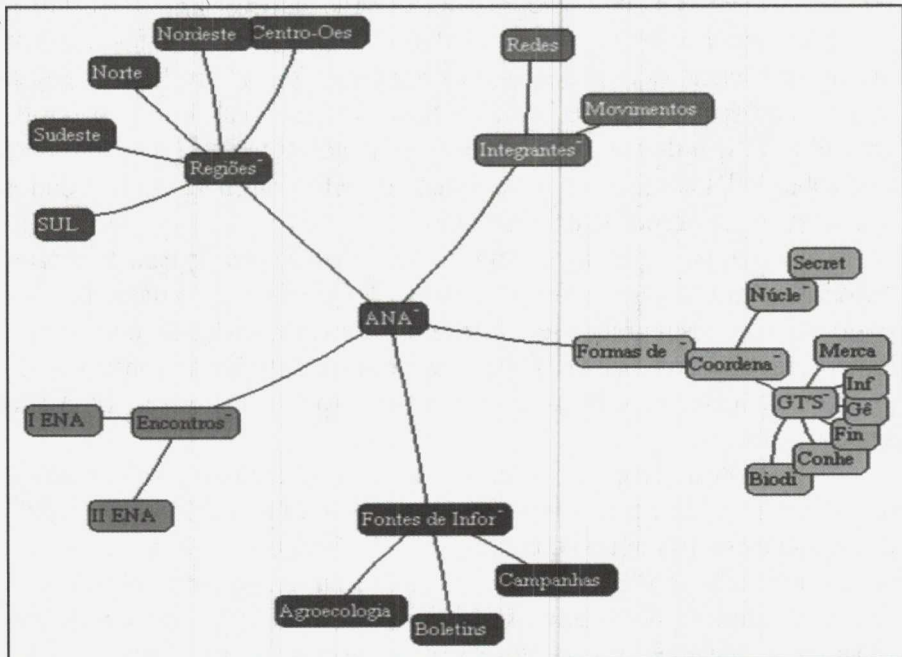 Nordeste
Centro-Oes
Norte
Sudeste
Regiões
SUL
Redes
Movimentos
Integrantes
ANA
Secret
Núcle
Formas de
Coordena
Merca
GT'S
Inf
Gê
Fin
Conhe
Biodi
I ENA
Encontros
II ENA
Fontes de Infor
Campanhas
Agroecologia
Boletins